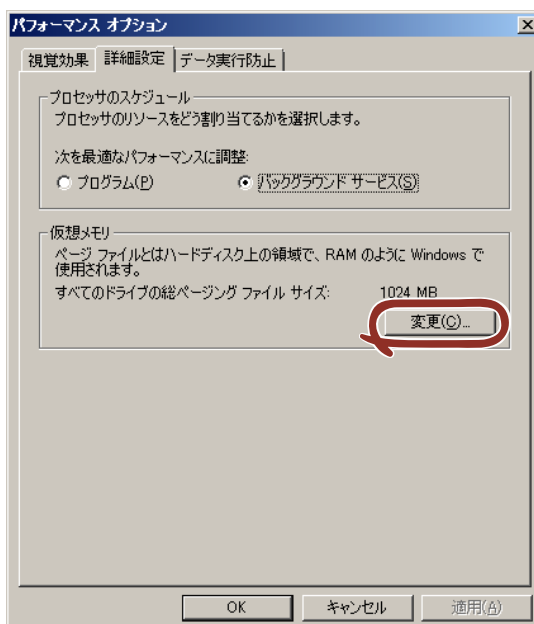 パフォーマンス オプション
視覚効果 詳細設定 データ実行防止
プロセッサのスケジュール
プロセッサのリソースをどう割り当てるかを選択します。
次を最適なパフォーマンスに調整:
プログラム(P) バックグラウンド サービス(S)
仮想メモリ
ページ ファイルとはハードディスク上の領域で、RAM のように Windows で
使用されます。
すべてのドライブの総ページング ファイル サイズ: 1024 MB
変更(C)...
OK キャンセル 適用(A)